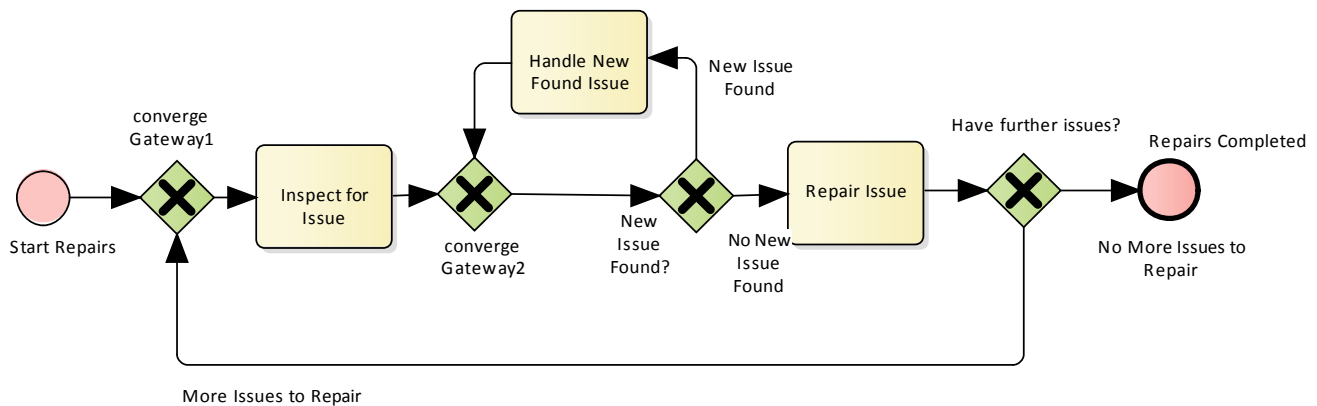 Handle New
Found Issue
New Issue
Found
converge
Gateway1
Have further issues?
Repairs Completed
Inspect for
Issue
Repair Issue
Start Repairs
converge
Gateway2
New
Issue
Found?
No New
Issue
Found
No More Issues to
Repair
More Issues to Repair